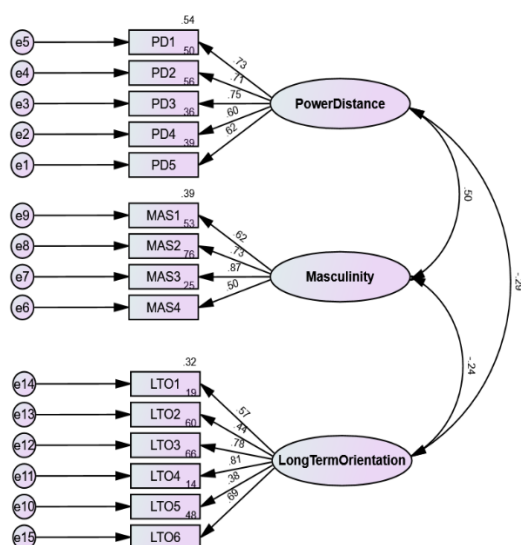 .54
e5 PD1 .73
50
e4 PD2 .71
56
e3 PD3 .75 PowerDistance
36
e2 PD4 .60
39
e1 PD5 .62
.50
-.29
.39
e9 MAS1 .62
53
e8 MAS2 .73
76
e7 MAS3 .87 Masculinity
25
e6 MAS4 .50
-.24
.32
e14 LTO1 .57
19
e13 LTO2 .44
60
e12 LTO3 .78
66
e11 LTO4 .81 LongTermOrientation
14
e10 LTO5 .38
48
e15 LTO6 .69